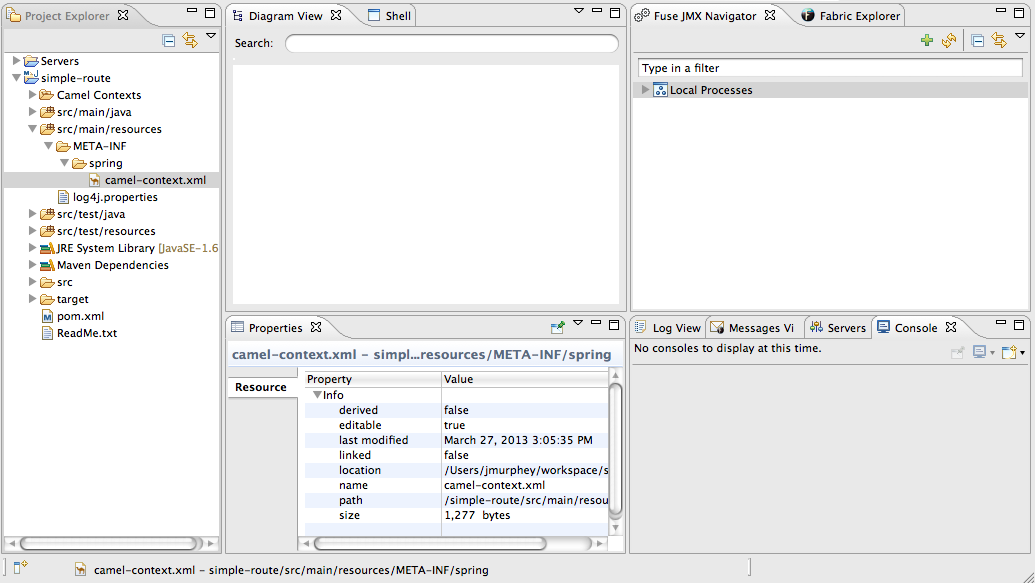 Project Explorer
Servers
simple-route
Camel Contexts
src/main/java
src/main/resources
META-INF
spring
camel-context.xml
log4j.properties
src/test/java
src/test/resources
JRE System Library [JavaSE-1.6
Maven Dependencies
src
target
pom.xml
ReadMe.txt
Diagram View Shell
Search:
Fuse JMX Navigator Fabric Explorer
Type in a filter
Local Processes
Properties
camel-context.xml – simpl...resources/META-INF/spring
Resource
Property Value
Info
derived false
editable true
last modified March 27, 2013 3:05:35 PM
linked false
location /Users/jmurphey/workspace/s
name camel-context.xml
path /simple-route/src/main/resou
size 1,277 bytes
Log View Messages Vi Servers Console
No consoles to display at this time.
camel-context.xml – simple-route/src/main/resources/META-INF/spring